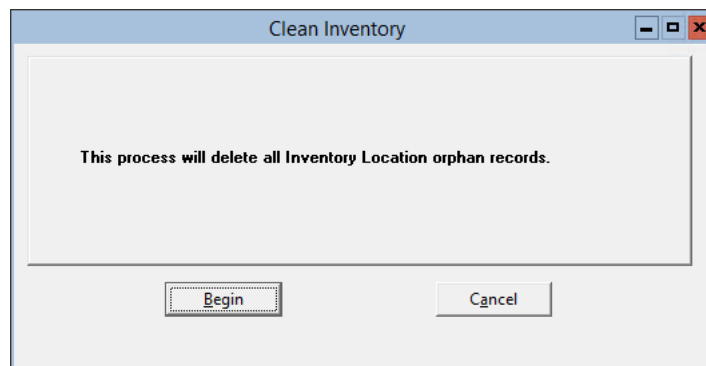 Clean Inventory
This process will delete all Inventory Location orphan records.
Begin
Cancel